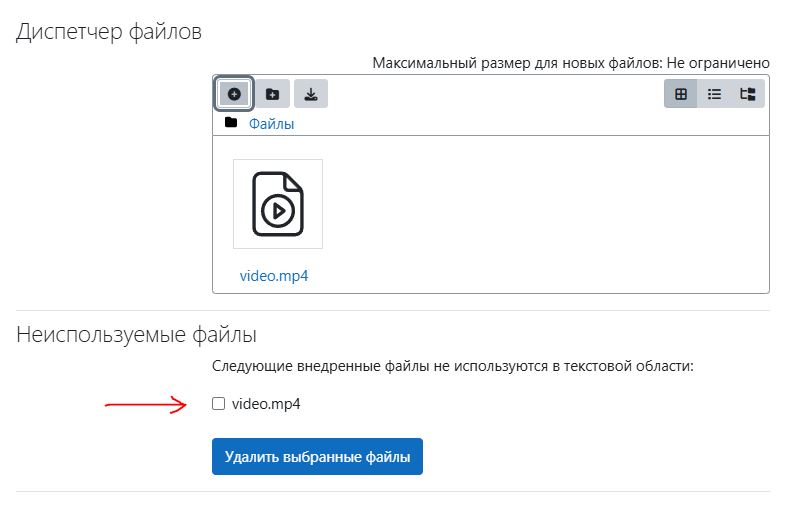 Диспетчер файлов
Максимальный размер для новых файлов: Не ограничено
Файлы
video.mp4
Неиспользуемые файлы
Следующие внедренные файлы не используются в текстовой области:
video.mp4
Удалить выбранные файлы